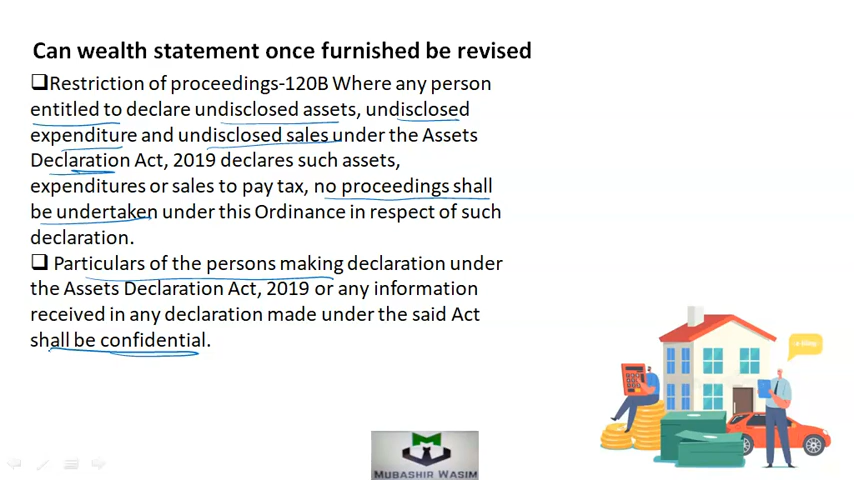 Can wealth statement once furnished be revised
❑Restriction of proceedings-120B Where any person
entitled to declare undisclosed assets, undisclosed
expenditure and undisclosed sales under the Assets
Declaration Act, 2019 declares such assets,
expenditures or sales to pay tax, no proceedings shall
be undertaken under this Ordinance in respect of such
declaration.
❑ Particulars of the persons making declaration under
the Assets Declaration Act, 2019 or any information
received in any declaration made under the said Act
shall be confidential.
MUBASHIR WASIM